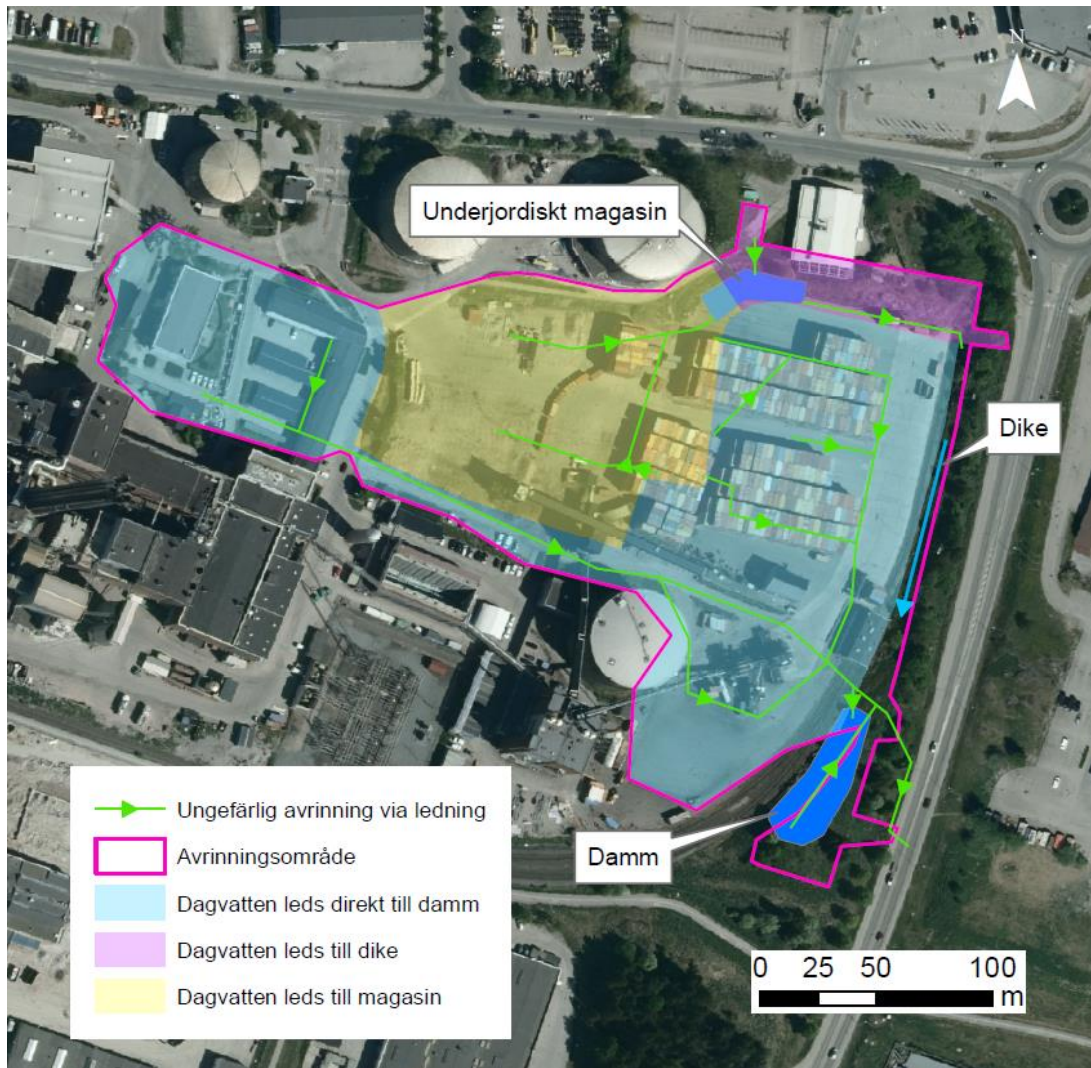 N
Underjordiskt magasin
Dike
Damm
Ungefärlig avrinning via ledning
Avrinningsområde
Dagvatten leds direkt till damm
Dagvatten leds till dike
Dagvatten leds till magasin
0 25 50 100
m